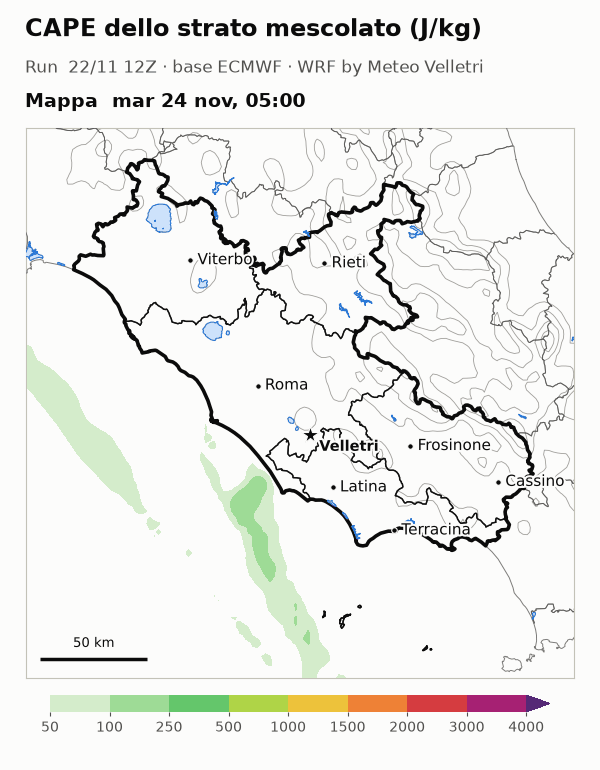 CAPE dello strato mescolato (J/kg)
Run  22/11 12Z · base ECMWF · WRF by Meteo Velletri
Mappa  mar 24 nov, 05:00
Viterbo
Rieti
Roma
Velletri
Frosinone
Latina
Cassino
Terracina
50 km
50 100 250 500 1000 1500 2000 3000 4000